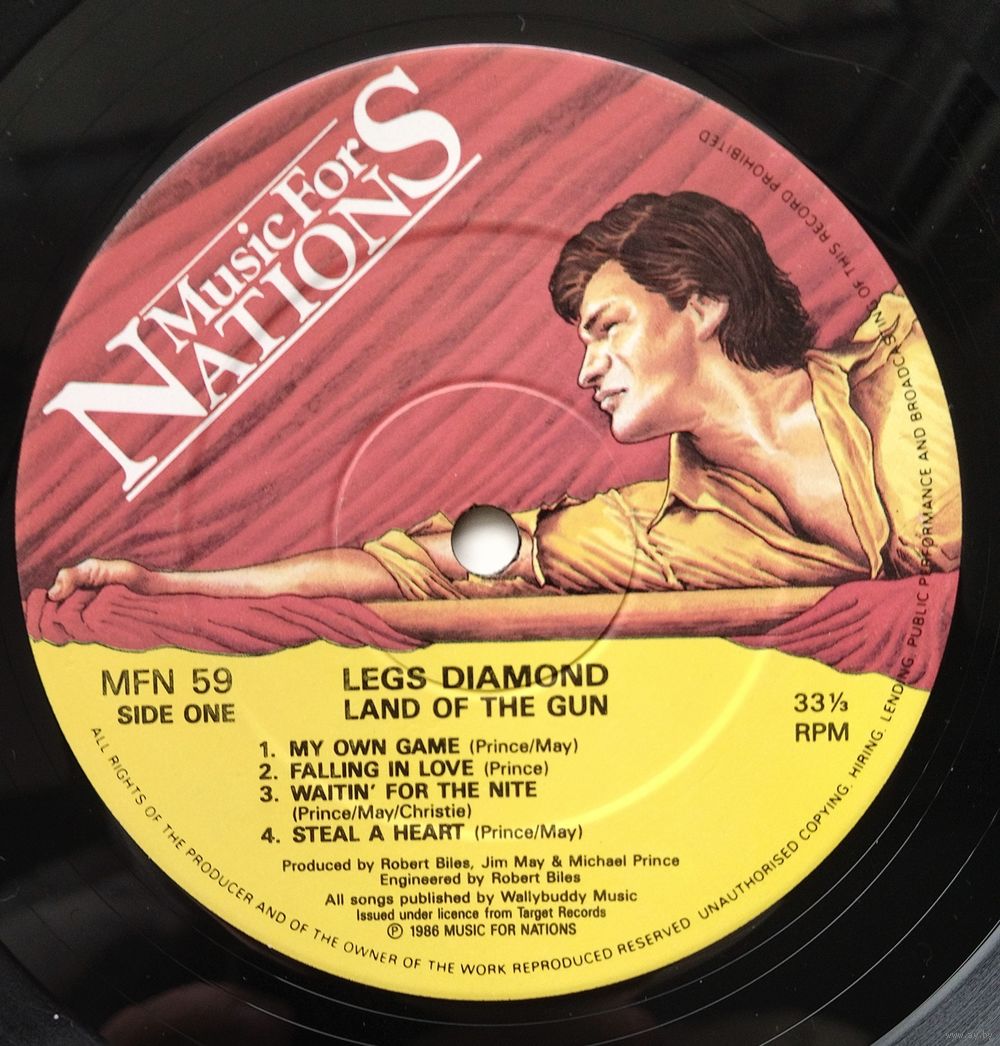 Music For
NATIONS
MFN 59
SIDE ONE
LEGS DIAMOND
LAND OF THE GUN
33⅓
RPM
1. MY OWN GAME (Prince/May)
2. FALLING IN LOVE (Prince)
3. WAITIN' FOR THE NITE
(Prince/May/Christie)
4. STEAL A HEART (Prince/May)
Produced by Robert Biles, Jim May & Michael Prince
Engineered by Robert Biles
All songs published by Wallybuddy Music
Issued under licence from Target Records
℗ 1986 MUSIC FOR NATIONS
ALL RIGHTS OF THE PRODUCER AND OF THE OWNER OF THE WORK REPRODUCED RESERVED UNAUTHORISED COPYING. HIRING. LENDING. PUBLIC PERFORMANCE AND BROADCASTING OF THIS RECORD PROHIBITED